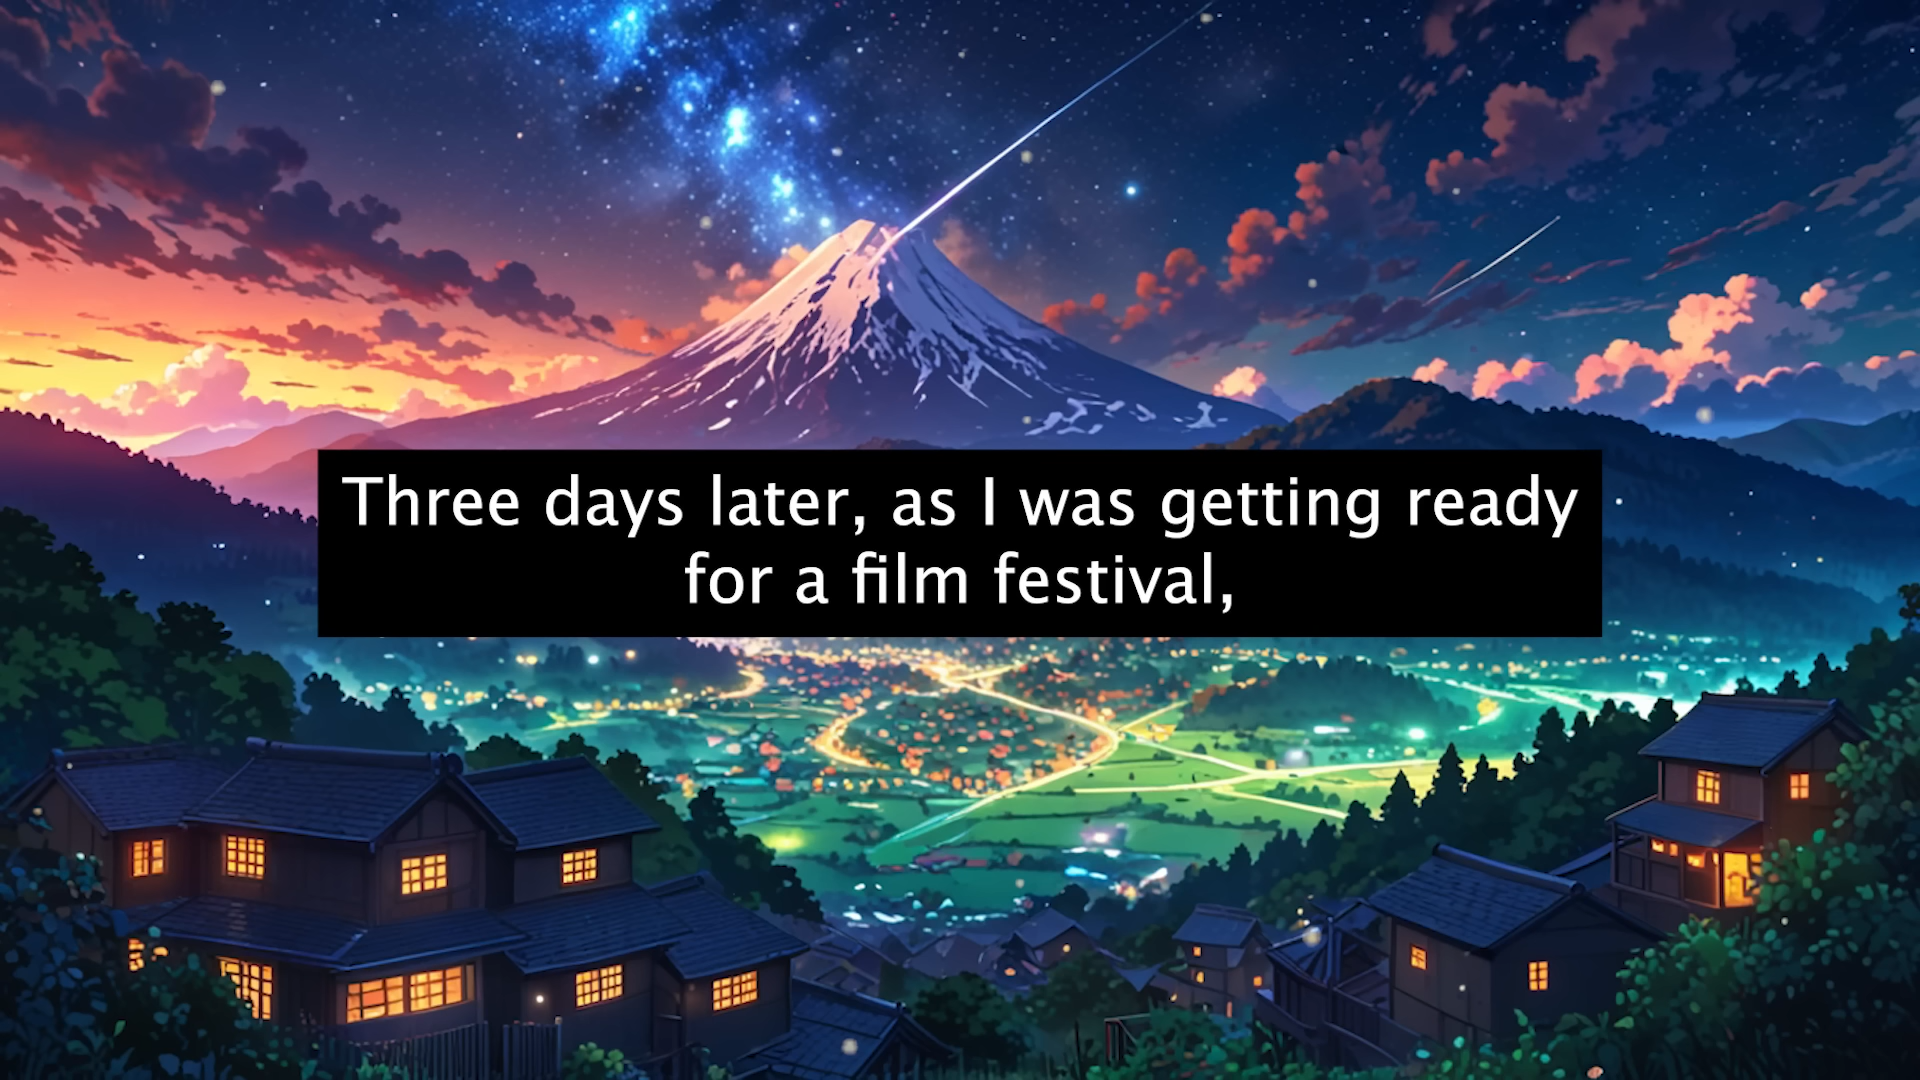 Three days later, as I was getting ready
for a film festival,